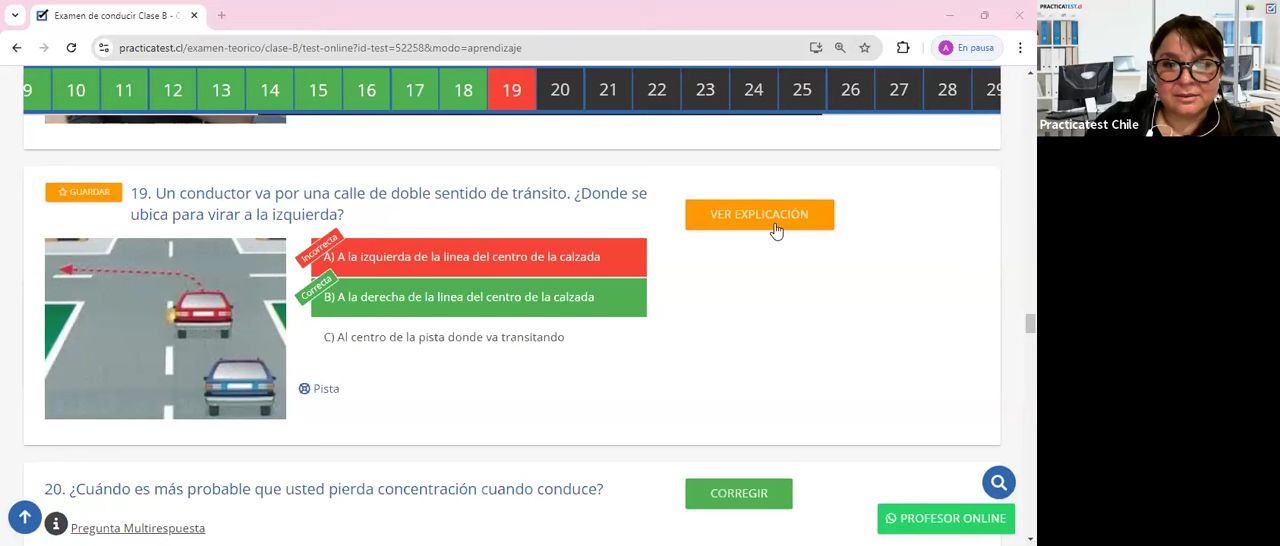 Examen de conducir Clase B - C
practicatest.cl/examen-teorico/clase-B/test-online?id-test=52258&modo=aprendizaje
A En pausa
PRACTICATEST.cl
Practicatest Chile
9 10 11 12 13 14 15 16 17 18 19 20 21 22 23 24 25 26 27 28 29
GUARDAR
19. Un conductor va por una calle de doble sentido de tránsito. ¿Donde se
ubica para virar a la izquierda?
VER EXPLICACIÓN
Incorrecta
A) A la izquierda de la linea del centro de la calzada
Correcta
B) A la derecha de la linea del centro de la calzada
C) Al centro de la pista donde va transitando
Pista
20. ¿Cuándo es más probable que usted pierda concentración cuando conduce?
CORREGIR
Pregunta Multirespuesta
PROFESOR ONLINE